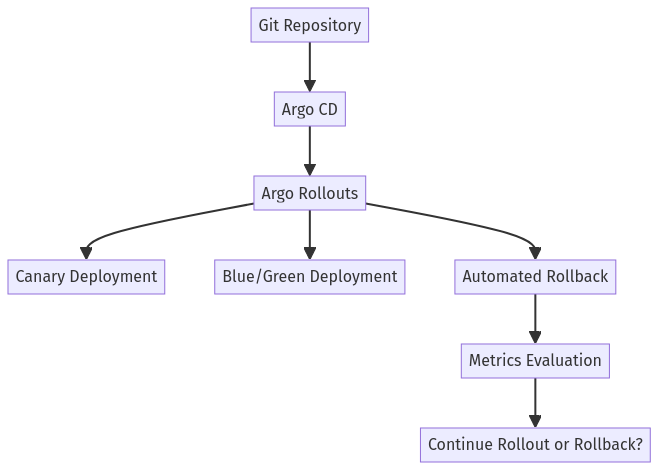 Git Repository
Argo CD
Argo Rollouts
Canary Deployment
Blue/Green Deployment
Automated Rollback
Metrics Evaluation
Continue Rollout or Rollback?